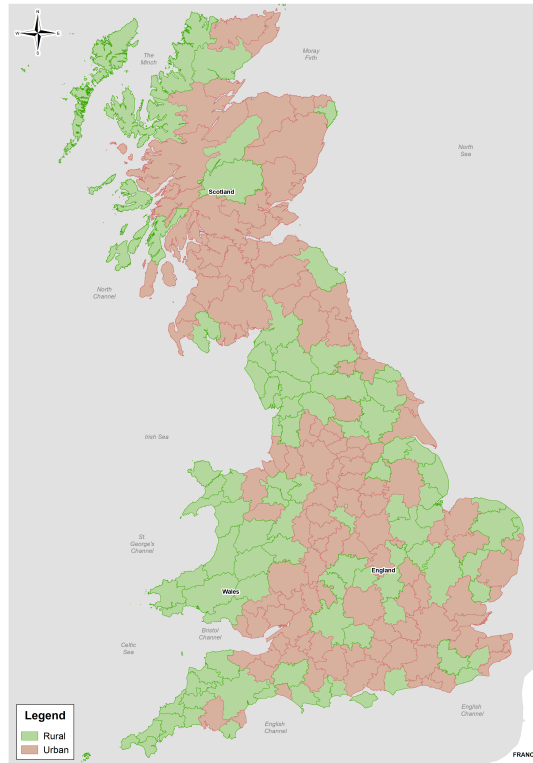 N
W E
S
The
Minch
Moray
Firth
North
Sea
Scotland
North
Channel
Irish Sea
St.
George's
Channel
England
Wales
Bristol
Channel
Celtic
Sea
English
Channel
English
Channel
Legend
Rural
Urban
FRANC